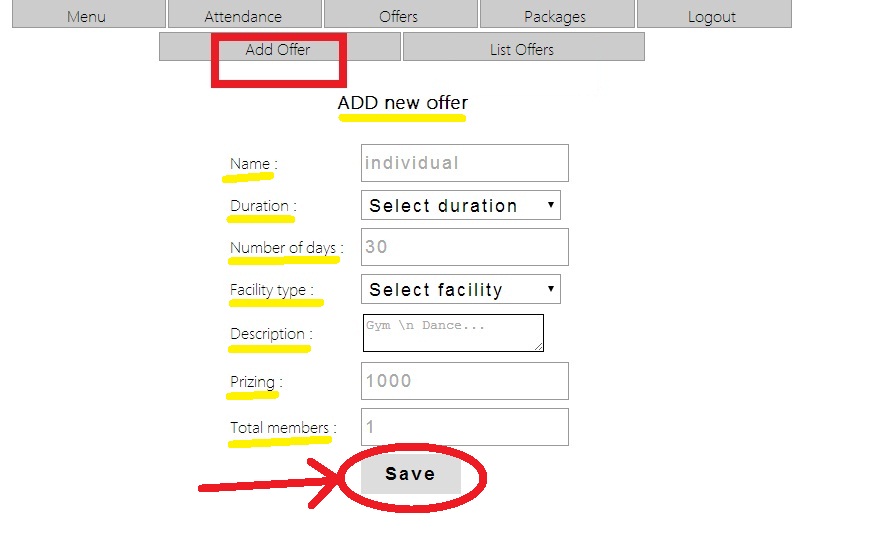 Menu Attendance Offers Packages Logout
Add Offer List Offers
ADD new offer
Name : individual
Duration : Select duration
Number of days : 30
Facility type : Select facility
Description : Gym \n Dance...
Prizing : 1000
Total members : 1
Save